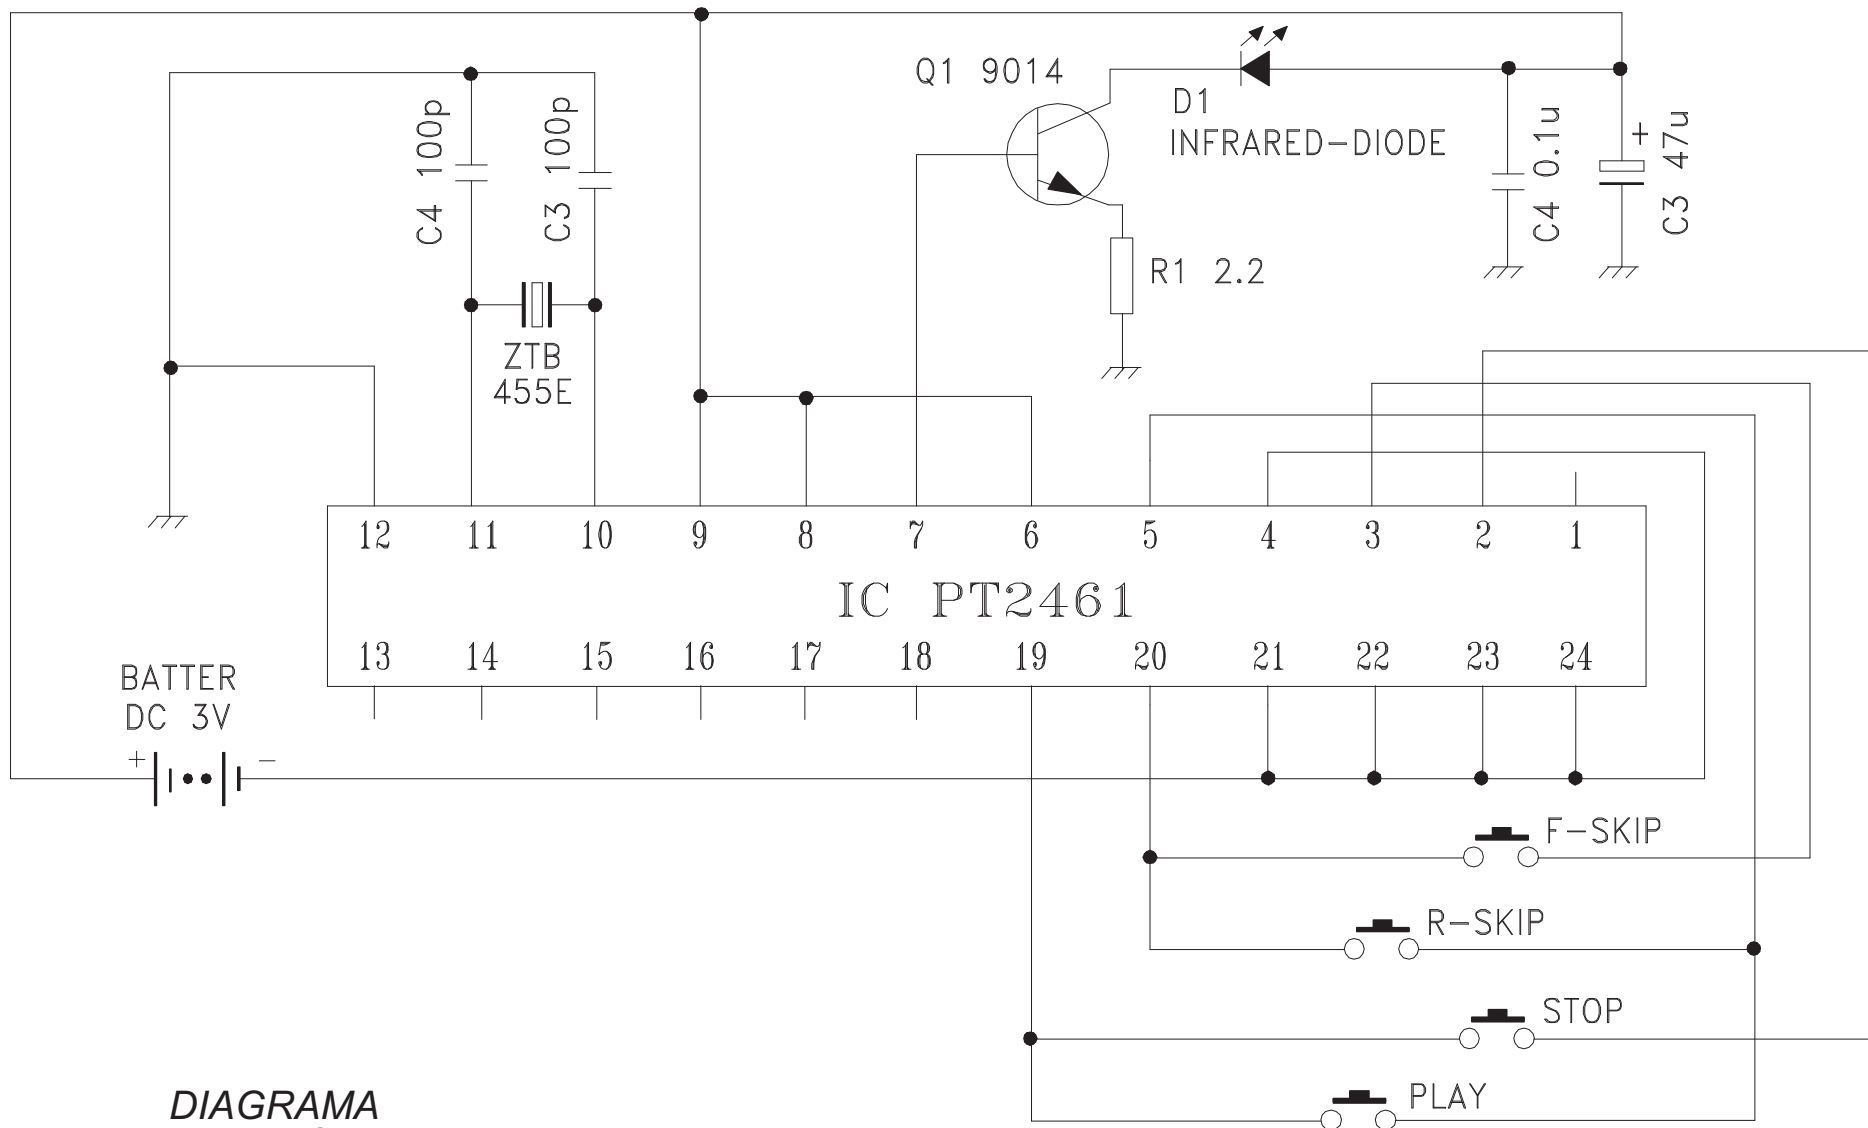 Q1 9014
D1
INFRARED-DIODE
C4 100p
C3 100p
C4 0.1u
+
C3 47u
R1 2.2
ZTB
455E
12 11 10 9 8 7 6 5 4 3 2 1
IC PT2461
13 14 15 16 17 18 19 20 21 22 23 24
BATTER
DC 3V
+ -
F-SKIP
R-SKIP
STOP
PLAY
DIAGRAMA